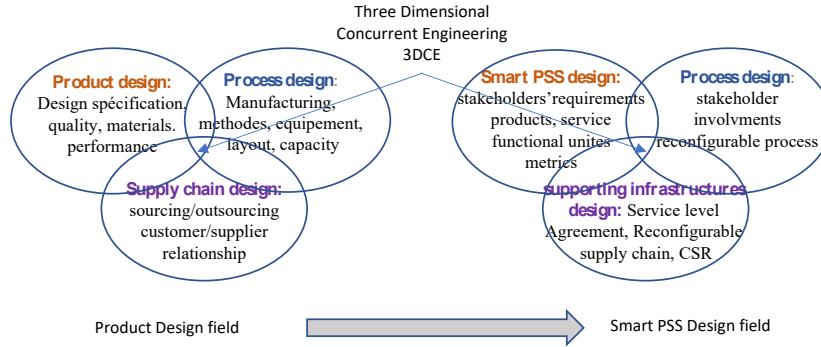 Three Dimensional
Concurrent Engineering
3DCE
Product design:
Design spécification,
quality, materials.
performance
Process design:
Manufacturing,
methodes, equipement,
layout, capacity
Supply chain design:
sourcing/outsourcing
customer/supplier
relationship
Smart PSS design:
stakeholders'requirements
products, service
functional unites
metrics
Process design:
stakeholder
involvments
reconfigurable process
supporting infrastructures
design: Service level
Agreement, Reconfigurable
supply chain, CSR
Product Design field
Smart PSS Design field